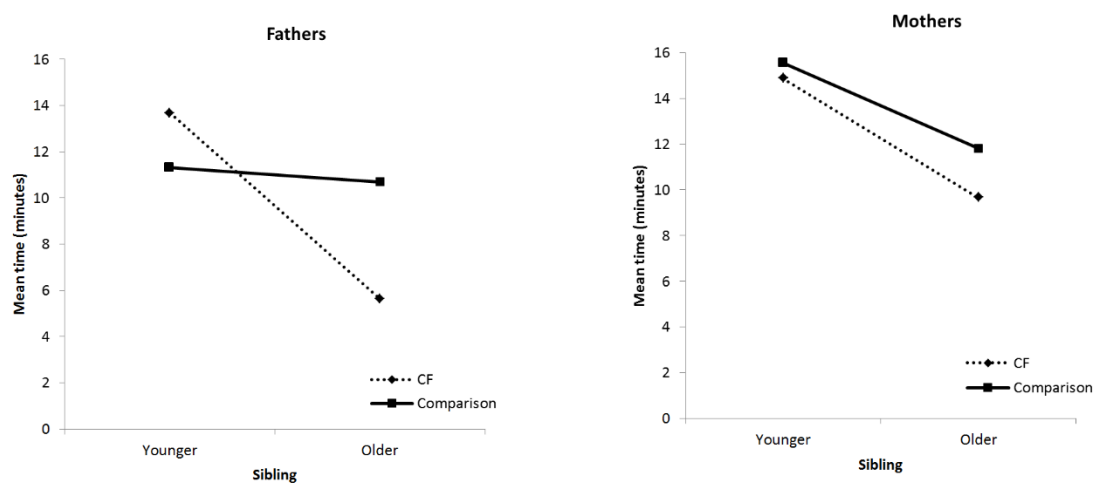 Fathers
16
14
12
10
8
6
4
2
0
Mean time (minutes)
Younger
Older
Sibling
CF
Comparison
Mothers
16
14
12
10
8
6
4
2
0
Mean time (minutes)
Younger
Older
Sibling
CF
Comparison